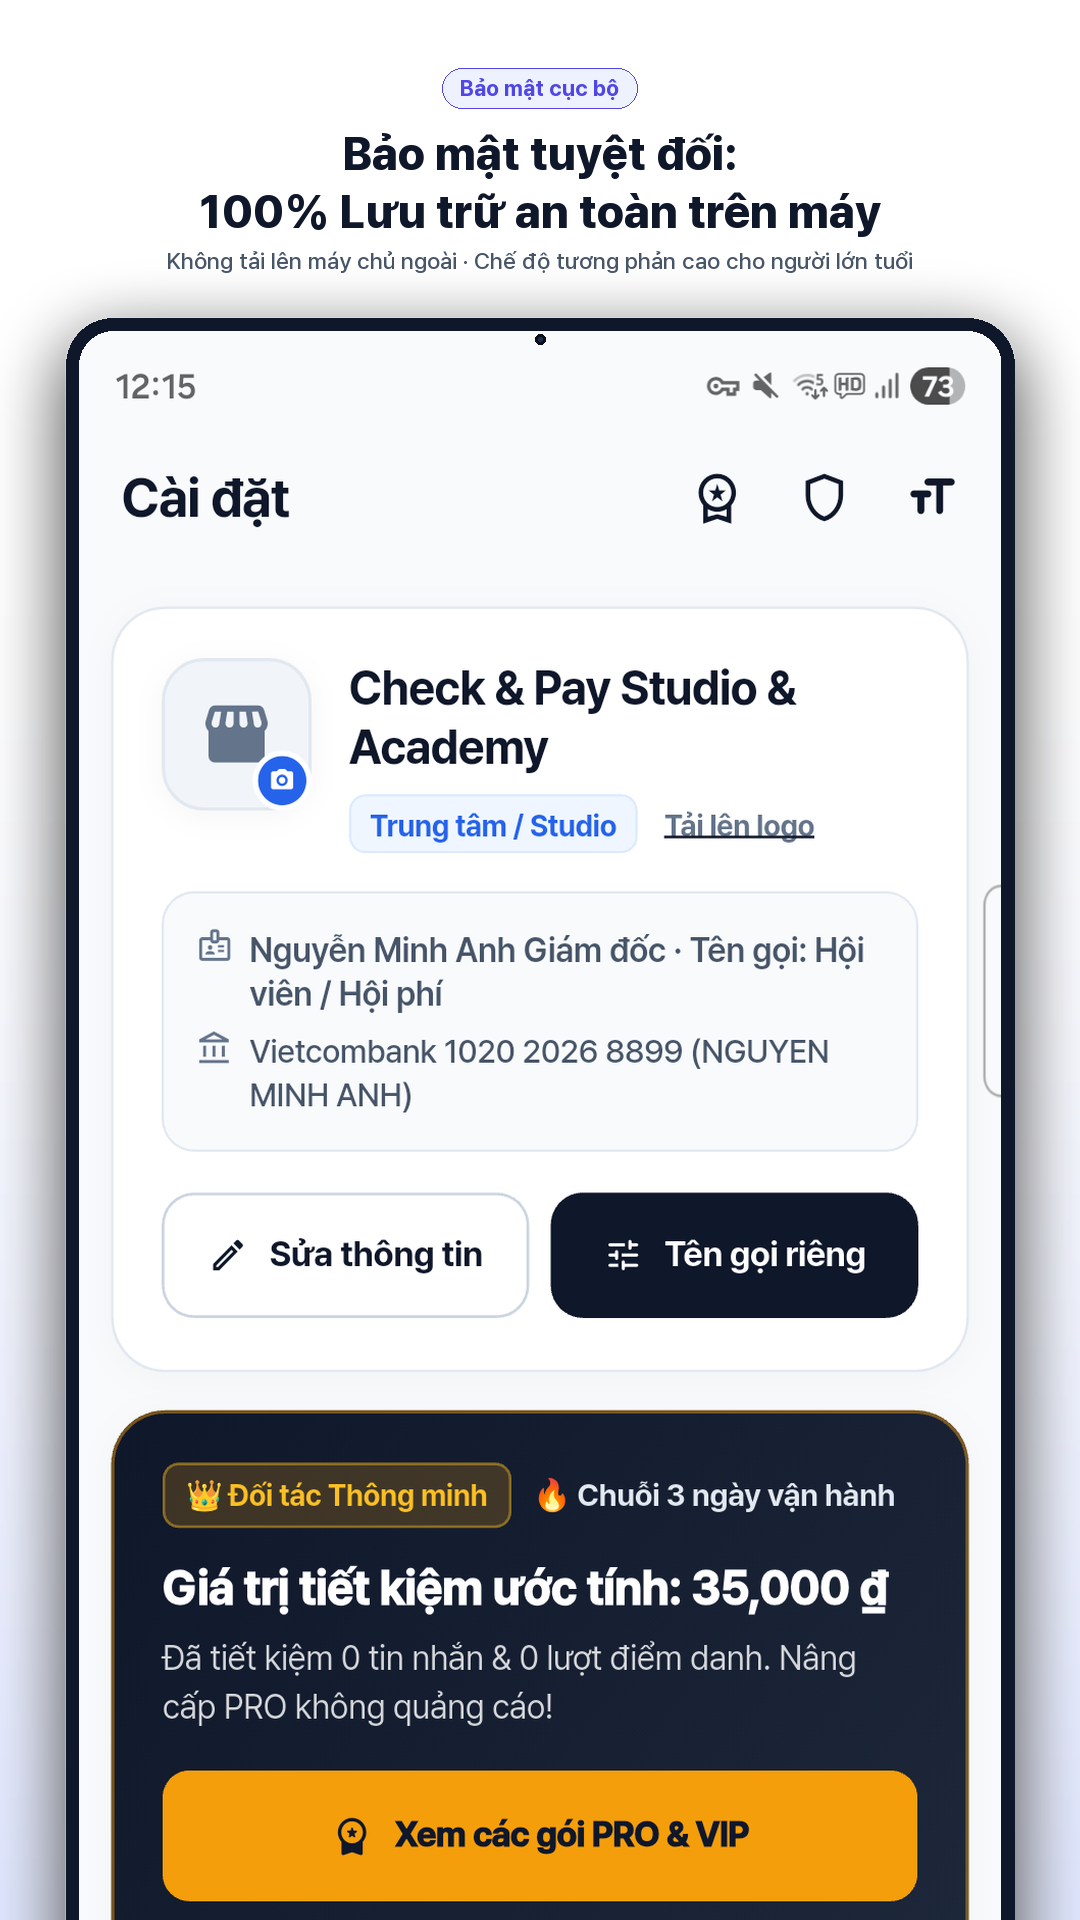 Bảo mật cục bộ
Bảo mật tuyệt đối:
100% Lưu trữ an toàn trên máy
Không tải lên máy chủ ngoài · Chế độ tương phản cao cho người lớn tuổi
12:15
5
HD
73
Cài đặt
Check & Pay Studio &
Academy
Trung tâm / Studio
Tải lên logo
Nguyễn Minh Anh Giám đốc · Tên gọi: Hội
viên / Hội phí
Vietcombank 1020 2026 8899 (NGUYEN
MINH ANH)
Sửa thông tin
Tên gọi riêng
👑 Đối tác Thông minh
🔥 Chuỗi 3 ngày vận hành
Giá trị tiết kiệm ước tính: 35,000 ₫
Đã tiết kiệm 0 tin nhắn & 0 lượt điểm danh. Nâng
cấp PRO không quảng cáo!
Xem các gói PRO & VIP